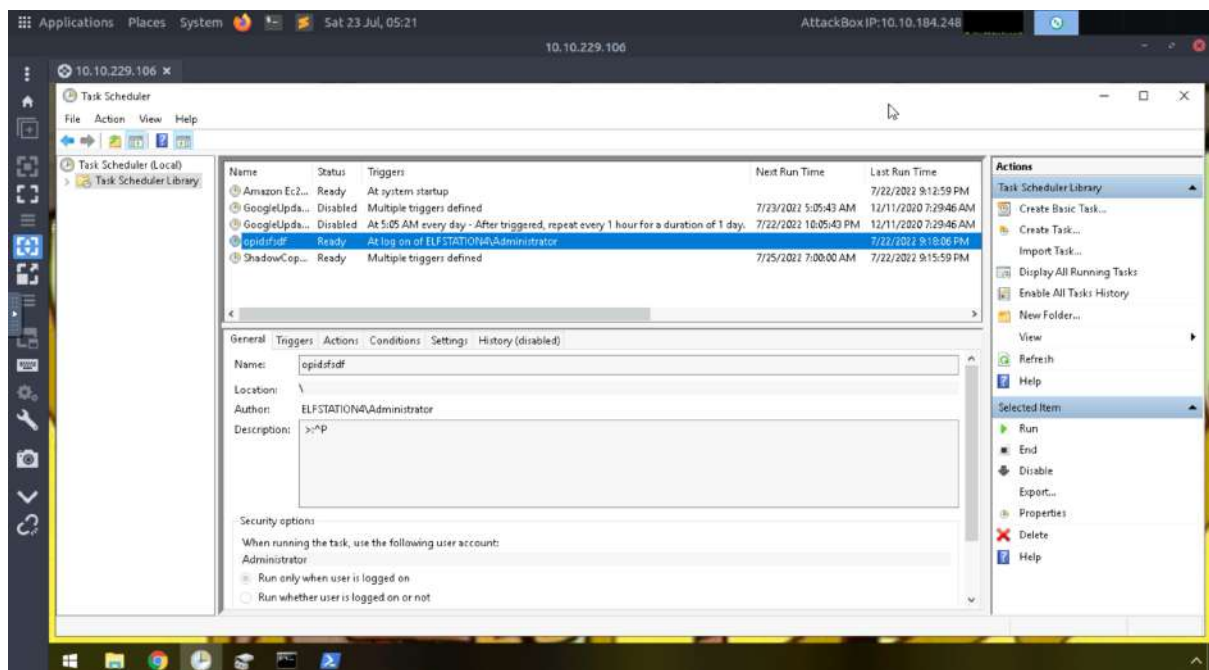 Applications Places System Sat 23 Jul, 05:21 AttackBox IP:10.10.184.248
10.10.229.106
10.10.229.106 ×
Task Scheduler
File Action View Help
Task Scheduler (Local)
Task Scheduler Library
Name Status Triggers Next Run Time Last Run Time
Amazon Ec2... Ready At system startup 7/22/2022 9:12:59 PM
GoogleUpda... Disabled Multiple triggers defined 7/23/2022 5:05:43 AM 12/11/2020 7:29:46 AM
GoogleUpda... Disabled At 5:05 AM every day - After triggered, repeat every 1 hour for a duration of 1 day. 7/22/2022 10:05:43 PM 12/11/2020 7:29:46 AM
opidsfsdf Ready At log on of ELFSTATION4\Administrator 7/22/2022 9:18:06 PM
ShadowCop... Ready Multiple triggers defined 7/25/2022 7:00:00 AM 7/22/2022 9:15:59 PM
General Triggers Actions Conditions Settings History (disabled)
Name: opidsfsdf
Location: \
Author: ELFSTATION4\Administrator
Description: >:^P
Security options
When running the task, use the following user account:
Administrator
Run only when user is logged on
Run whether user is logged on or not
Actions
Task Scheduler Library
Create Basic Task...
Create Task...
Import Task...
Display All Running Tasks
Enable All Tasks History
New Folder...
View
Refresh
Help
Selected Item
Run
End
Disable
Export...
Properties
Delete
Help